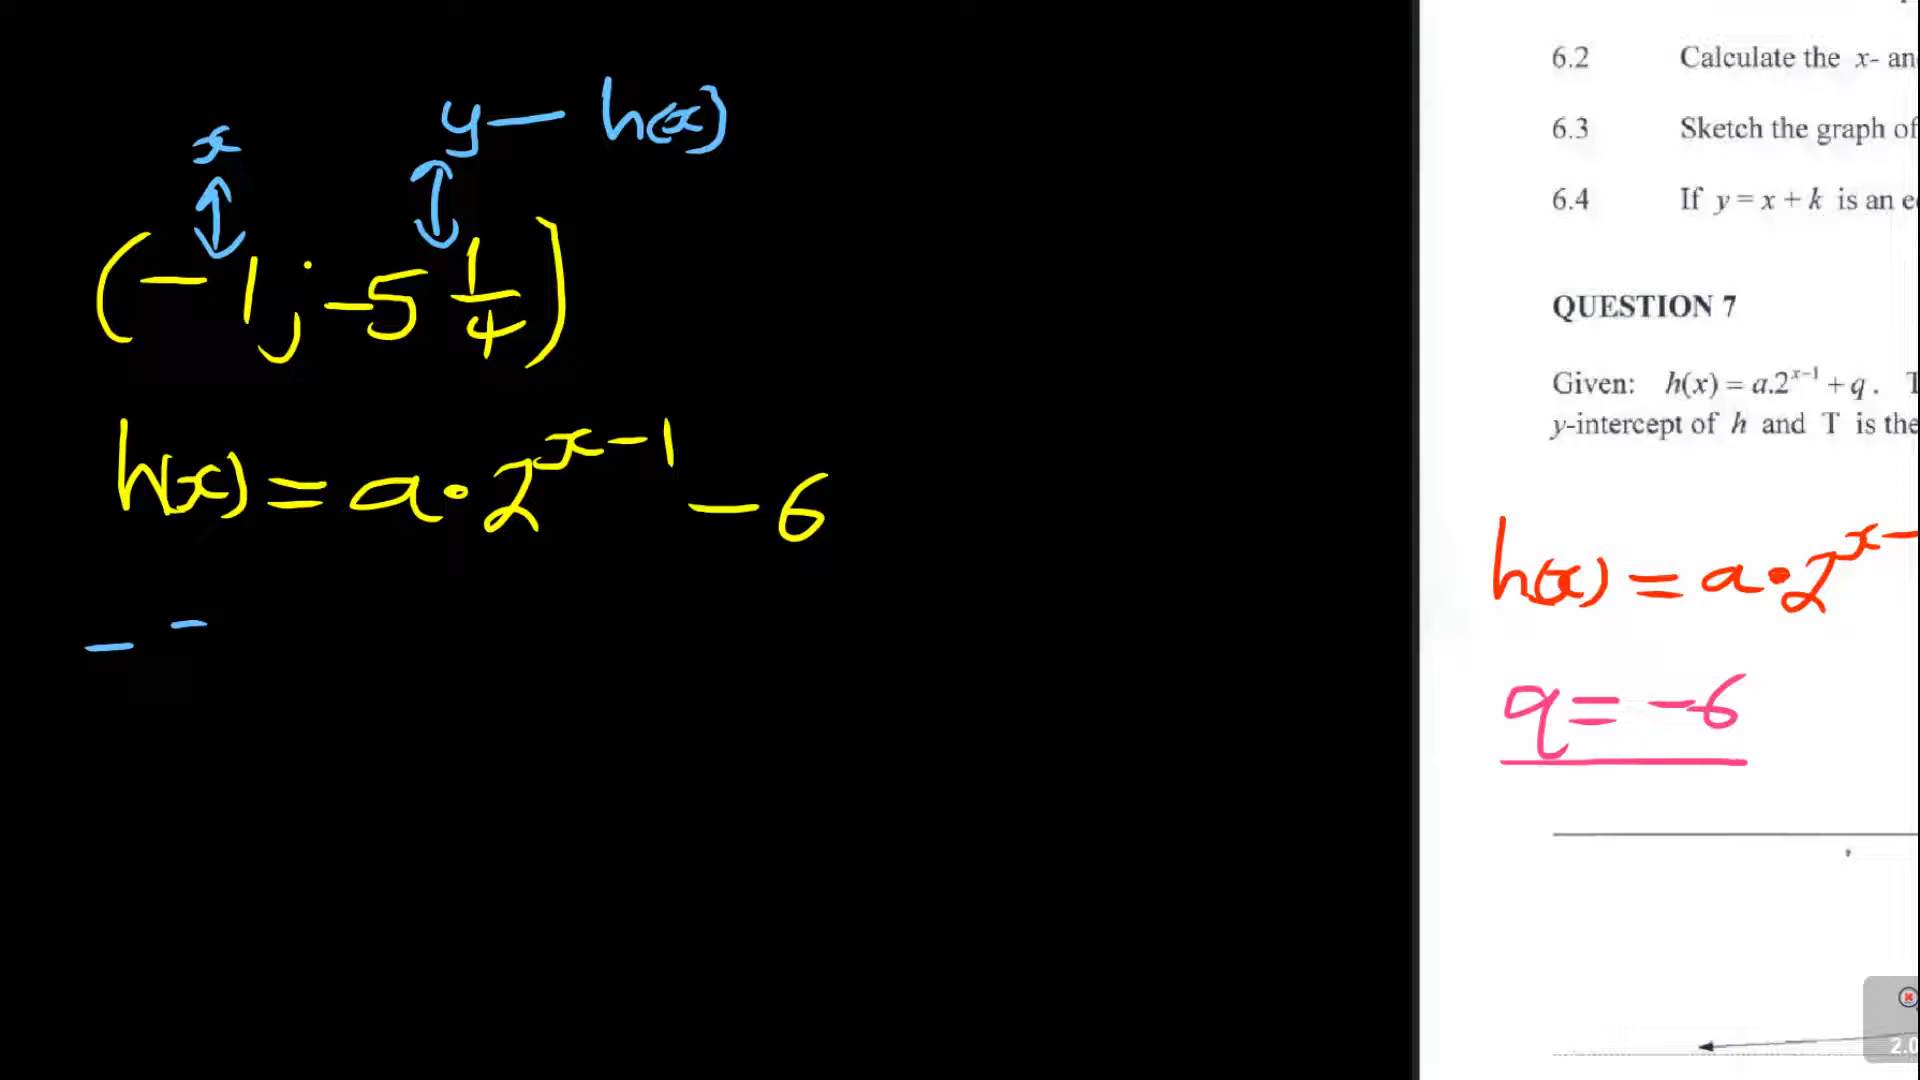 x y — h(x)
(-1; -5 1/4)
h(x) = a · 2^(x-1) - 6
- -
6.2 Calculate the x- an
6.3 Sketch the graph of
6.4 If y = x + k is an e
QUESTION 7
Given: h(x) = a.2^(x-1) + q .
y-intercept of h and T is the
h(x) = a · 2^(x-
q = -6
2.0